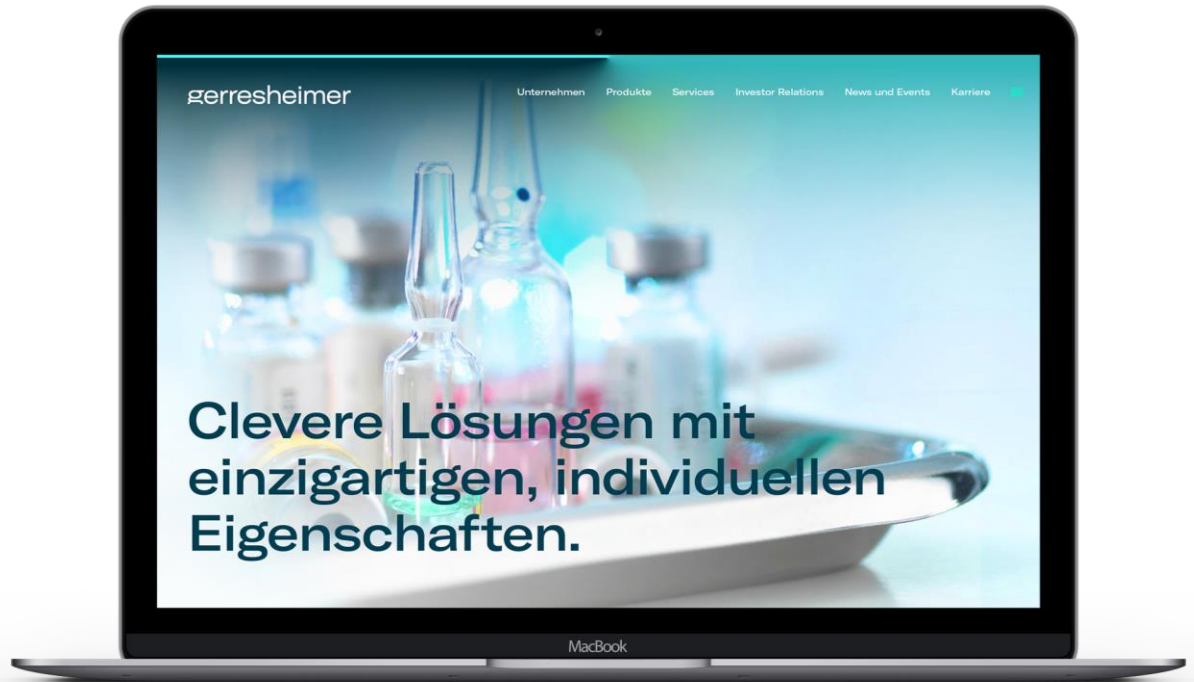 gerresheimer
Unternehmen Produkte Services Investor Relations News und Events Karriere
Clevere Lösungen mit
einzigartigen, individuellen
Eigenschaften.
MacBook